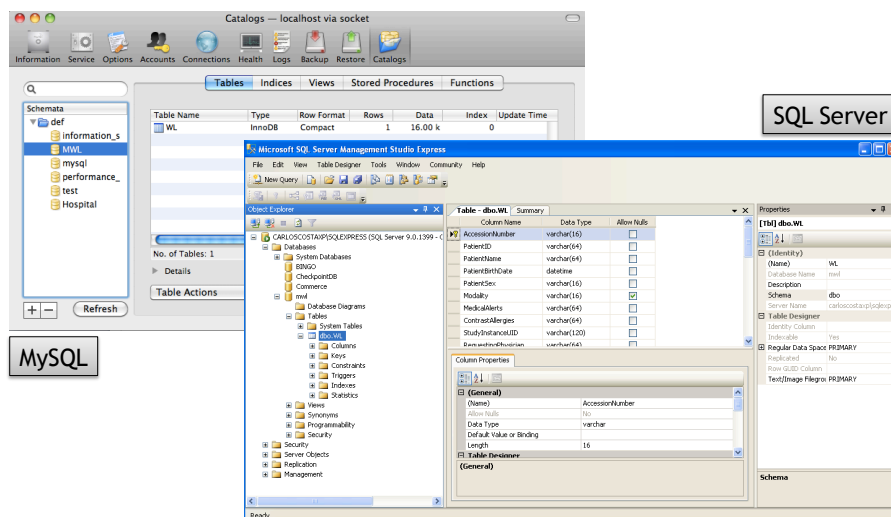 Catalogs — localhost via socket
Information Service Options Accounts Connections Health Logs Backup Restore Catalogs
Tables Indices Views Stored Procedures Functions
Schemata
def
information_s
MWL
mysql
performance_
test
Hospital
Table Name Type Row Format Rows Data Index Update Time
WL InnoDB Compact 1 16.00 k 0
No. of Tables: 1
Details
Table Actions
+ − Refresh
MySQL
SQL Server
Microsoft SQL Server Management Studio Express
File Edit View Table Designer Tools Window Community Help
New Query
Object Explorer
CARLOSCOSTAXP\SQLEXPRESS (SQL Server 9.0.1399 - C
Databases
System Databases
BINGO
CheckpointDB
Commerce
mwl
Database Diagrams
Tables
System Tables
dbo.WL
Columns
Keys
Constraints
Triggers
Indexes
Statistics
Views
Synonyms
Programmability
Security
Security
Server Objects
Replication
Management
Table - dbo.WL Summary
Column Name Data Type Allow Nulls
AccessionNumber varchar(16)
PatientID varchar(64)
PatientName varchar(64)
PatientBirthDate datetime
PatientSex varchar(16)
Modality varchar(16)
MedicalAlerts varchar(64)
ContrastAllergies varchar(64)
StudyInstanceUID varchar(120)
RequestingPhysician varchar(64)
Column Properties
(General)
(Name) AccessionNumber
Allow Nulls No
Data Type varchar
Default Value or Binding
Length 16
Table Designer
(General)
Properties
[Tbl] dbo.WL
(Identity)
(Name) WL
Database Name mwl
Description
Schema dbo
Server Name carloscostaxp\sqlexp
Table Designer
Identity Column
Indexable Yes
Regular Data Space PRIMARY
Replicated No
Row GUID Column
Text/Image Filegro PRIMARY
Schema
Ready